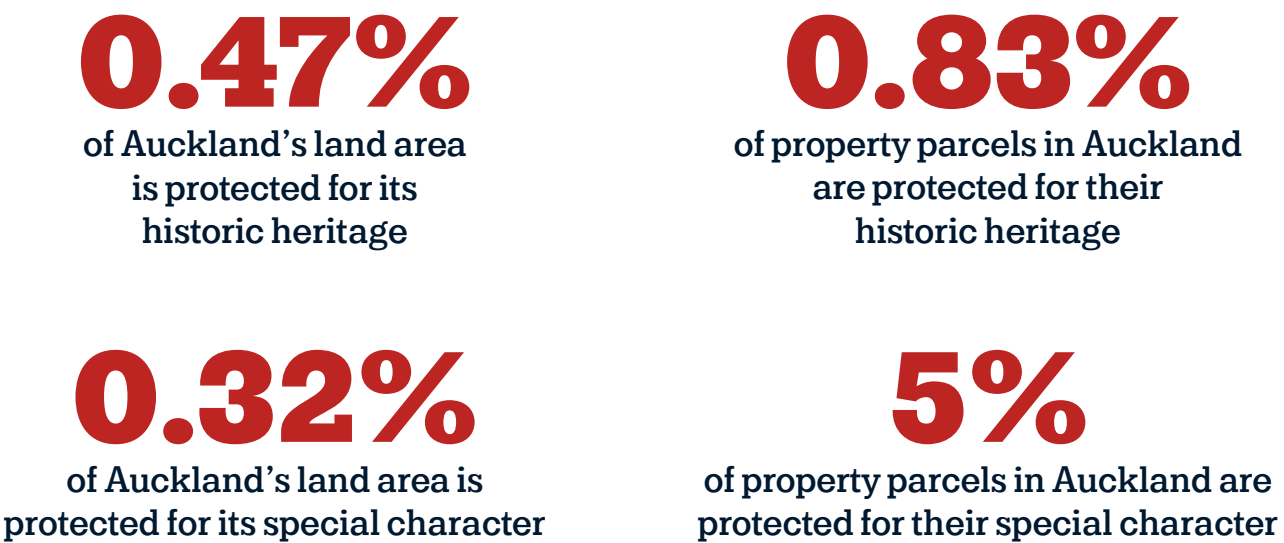 0.47%
of Auckland’s land area
is protected for its
historic heritage
0.83%
of property parcels in Auckland
are protected for their
historic heritage
0.32%
of Auckland’s land area is
protected for its special character
5%
of property parcels in Auckland are
protected for their special character